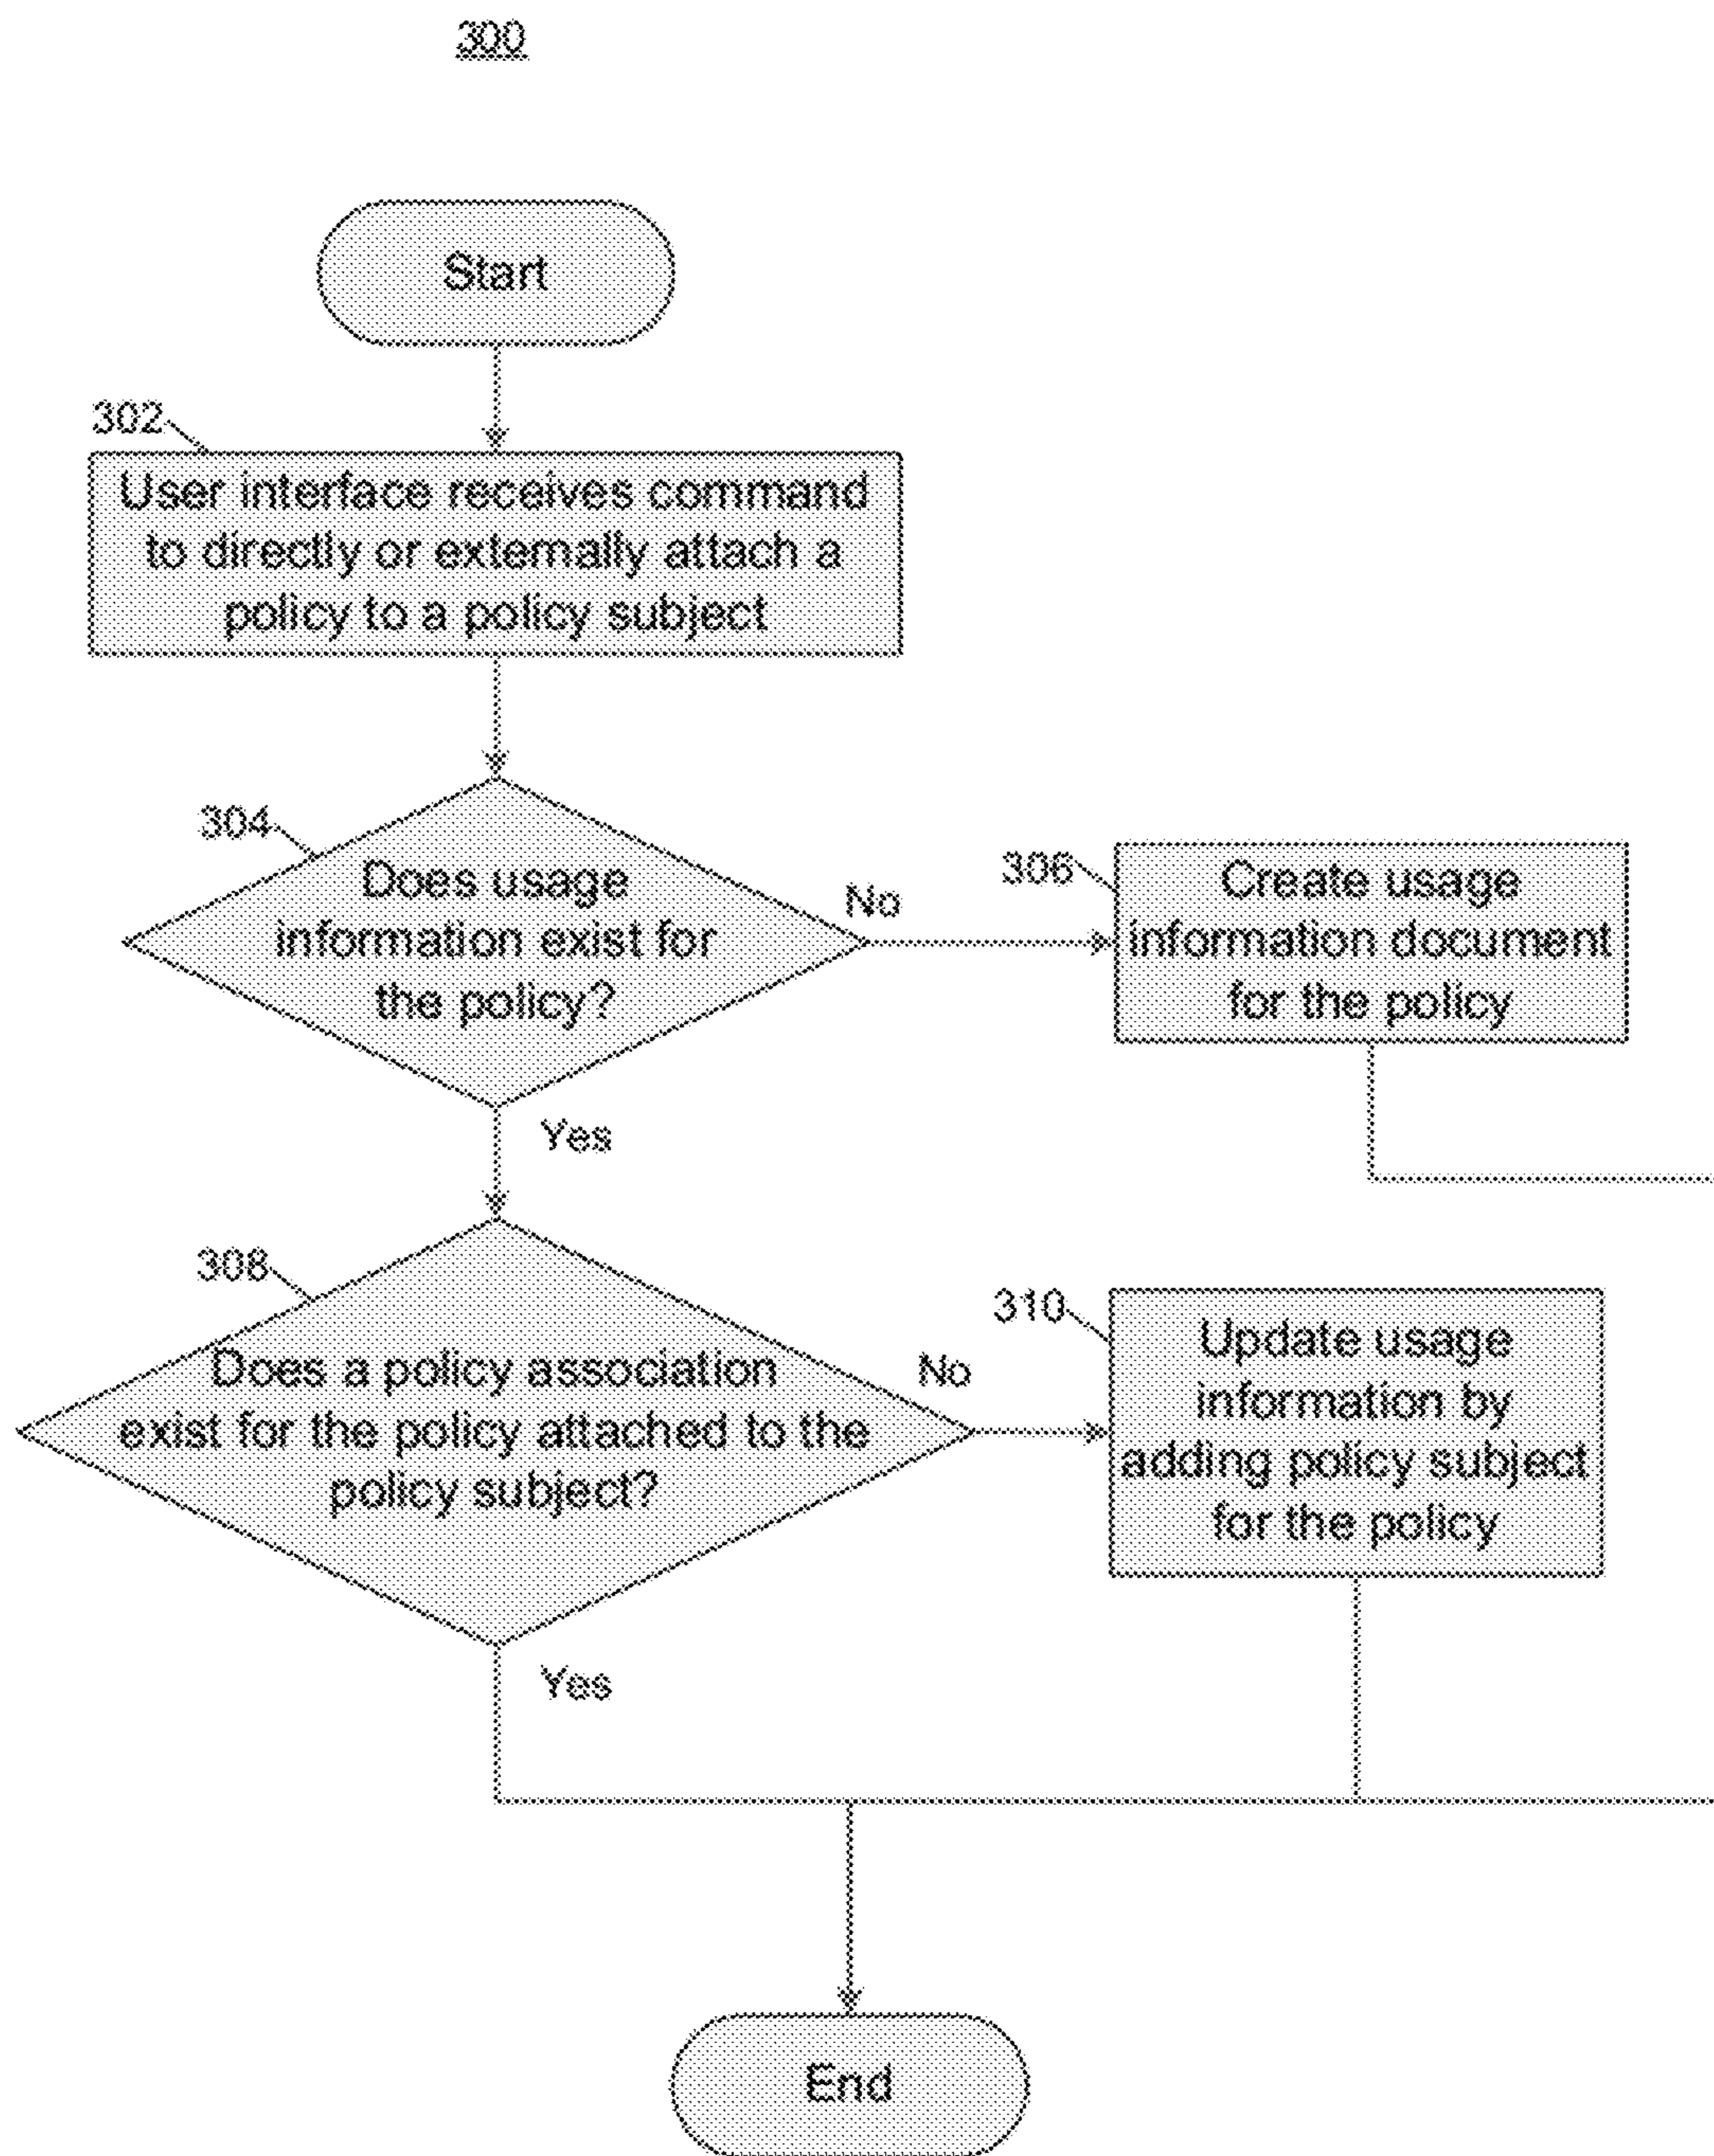 300
Start
302
User interface receives command
to directly or externally attach a
policy to a policy subject
304
Does usage
information exist for
the policy?
No
306
Create usage
information document
for the policy
Yes
308
Does a policy association
exist for the policy attached to the
policy subject?
No
310
Update usage
information by
adding policy subject
for the policy
Yes
End